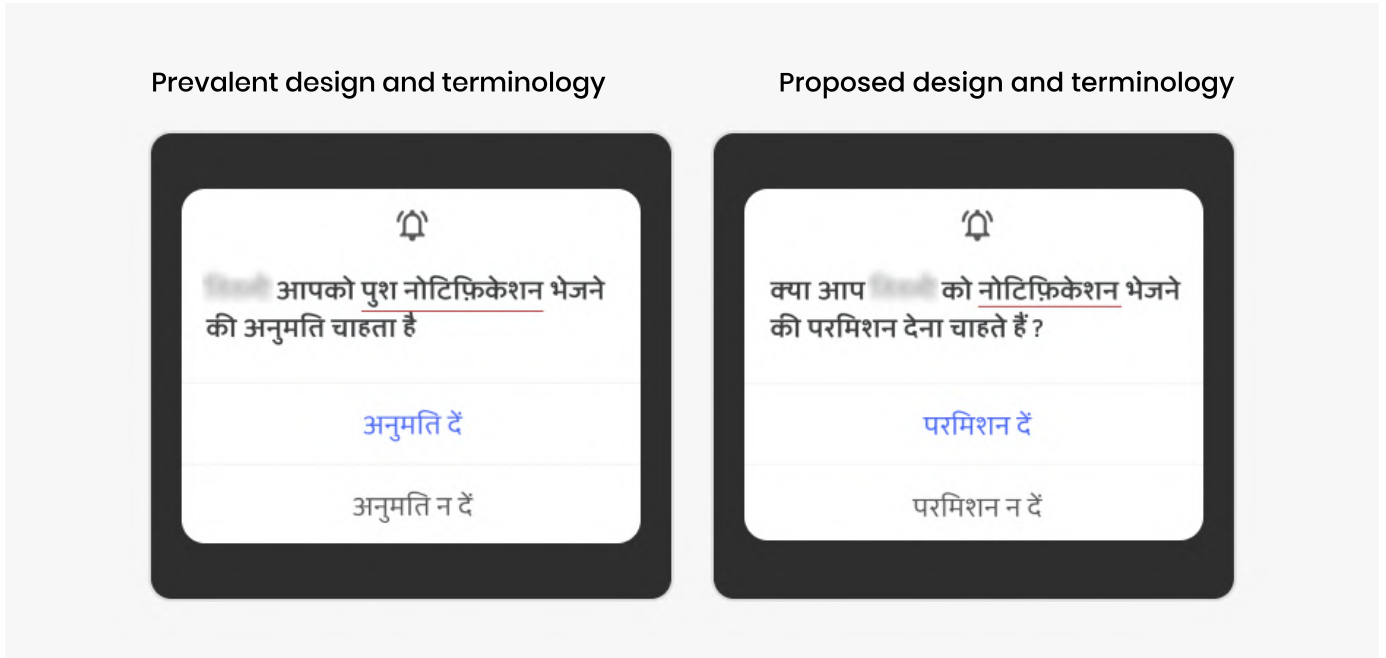 Prevalent design and terminology
आपको पुश नोटिफ़िकेशन भेजने
की अनुमति चाहता है
अनुमति दें
अनुमति न दें
Proposed design and terminology
क्या आप को नोटिफ़िकेशन भेजने
की परमिशन देना चाहते हैं ?
परमिशन दें
परमिशन न दें